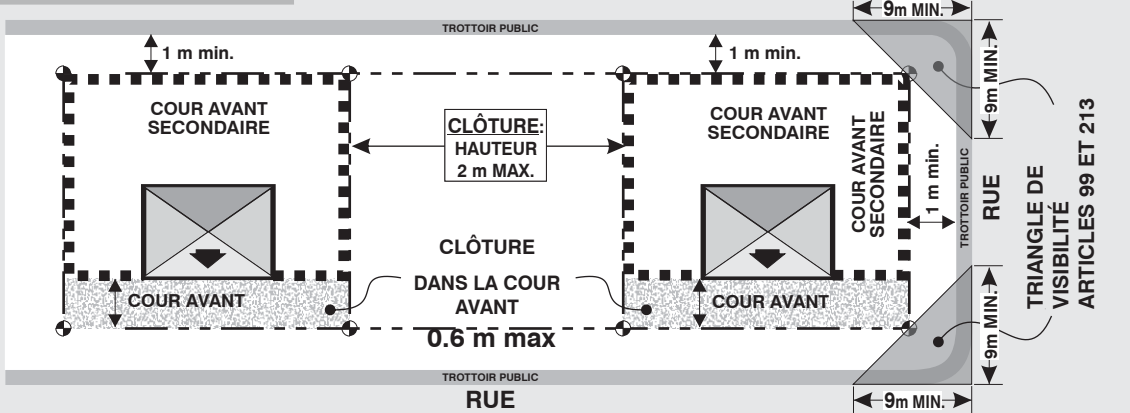 9m MIN.
TROTTOIR PUBLIC
1 m min.
1 m min.
9m MIN.
COUR AVANT
SECONDAIRE
CLÔTURE:
HAUTEUR
2 m MAX.
COUR AVANT
SECONDAIRE
COUR AVANT
SECONDAIRE
1 m min.
TROTTOIR PUBLIC
RUE
TRIANGLE DE
VISIBILITÉ
ARTICLES 99 ET 213
CLÔTURE
DANS LA COUR
AVANT
0.6 m max
COUR AVANT
COUR AVANT
9m MIN.
TROTTOIR PUBLIC
RUE
9m MIN.